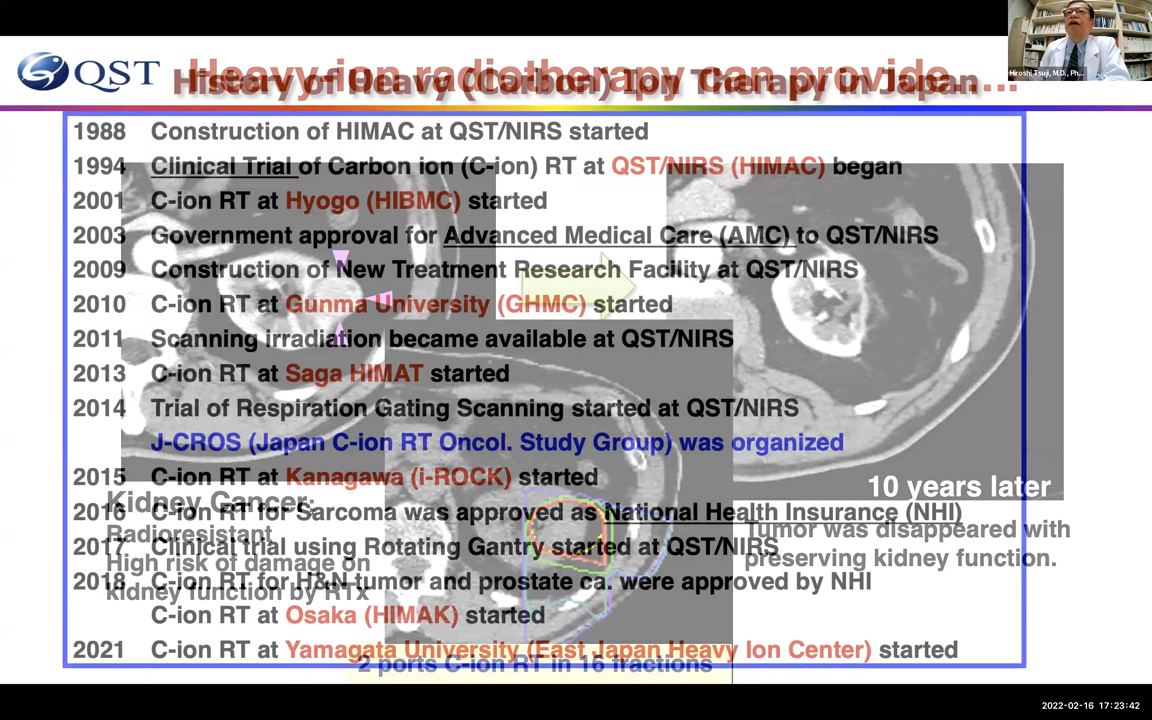 QST
Heavy-ion radiotherapy can provide....
History of Heavy (Carbon) Ion Therapy in Japan
Hiroshi Tsuji, M.D., Ph...
1988 Construction of HIMAC at QST/NIRS started
1994 Clinical Trial of Carbon ion (C-ion) RT at QST/NIRS (HIMAC) began
2001 C-ion RT at Hyogo (HIBMC) started
2003 Government approval for Advanced Medical Care (AMC) to QST/NIRS
2009 Construction of New Treatment Research Facility at QST/NIRS
2010 C-ion RT at Gunma University (GHMC) started
2011 Scanning irradiation became available at QST/NIRS
2013 C-ion RT at Saga HIMAT started
2014 Trial of Respiration Gating Scanning started at QST/NIRS
J-CROS (Japan C-ion RT Oncol. Study Group) was organized
2015 C-ion RT at Kanagawa (i-ROCK) started
2016 C-ion RT for Sarcoma was approved as National Health Insurance (NHI)
2017 Clinical trial using Rotating Gantry started at QST/NIRS
2018 C-ion RT for H&N tumor and prostate ca. were approved by NHI
C-ion RT at Osaka (HIMAK) started
2021 C-ion RT at Yamagata University (East Japan Heavy Ion Center) started
Kidney Cancer:
Radioresistant
High risk of damage on
kidney function by RTx
10 years later
Tumor was disappeared with
preserving kidney function.
2 ports C-ion RT in 16 fractions
2022-02-16 17:23:42